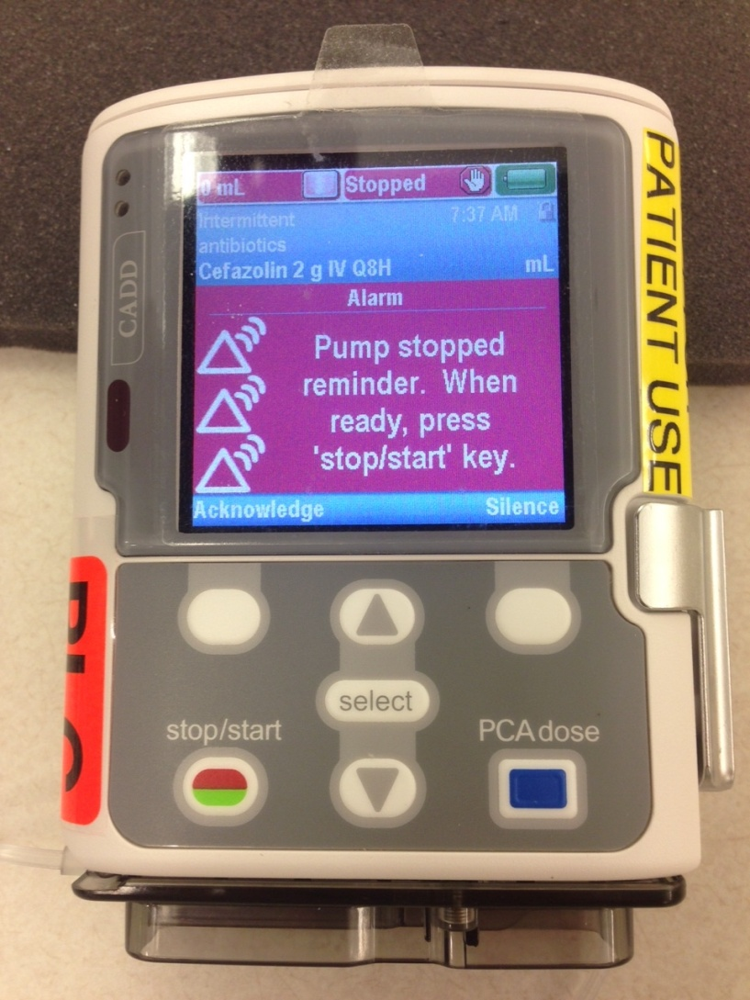 0 mL Stopped
Intermittent 7:37 AM
antibiotics
Cefazolin 2 g IV Q8H mL
Alarm
Pump stopped
reminder. When
ready, press
'stop/start' key.
Acknowledge Silence
CADD
PATIENT USE
select
stop/start PCA dose